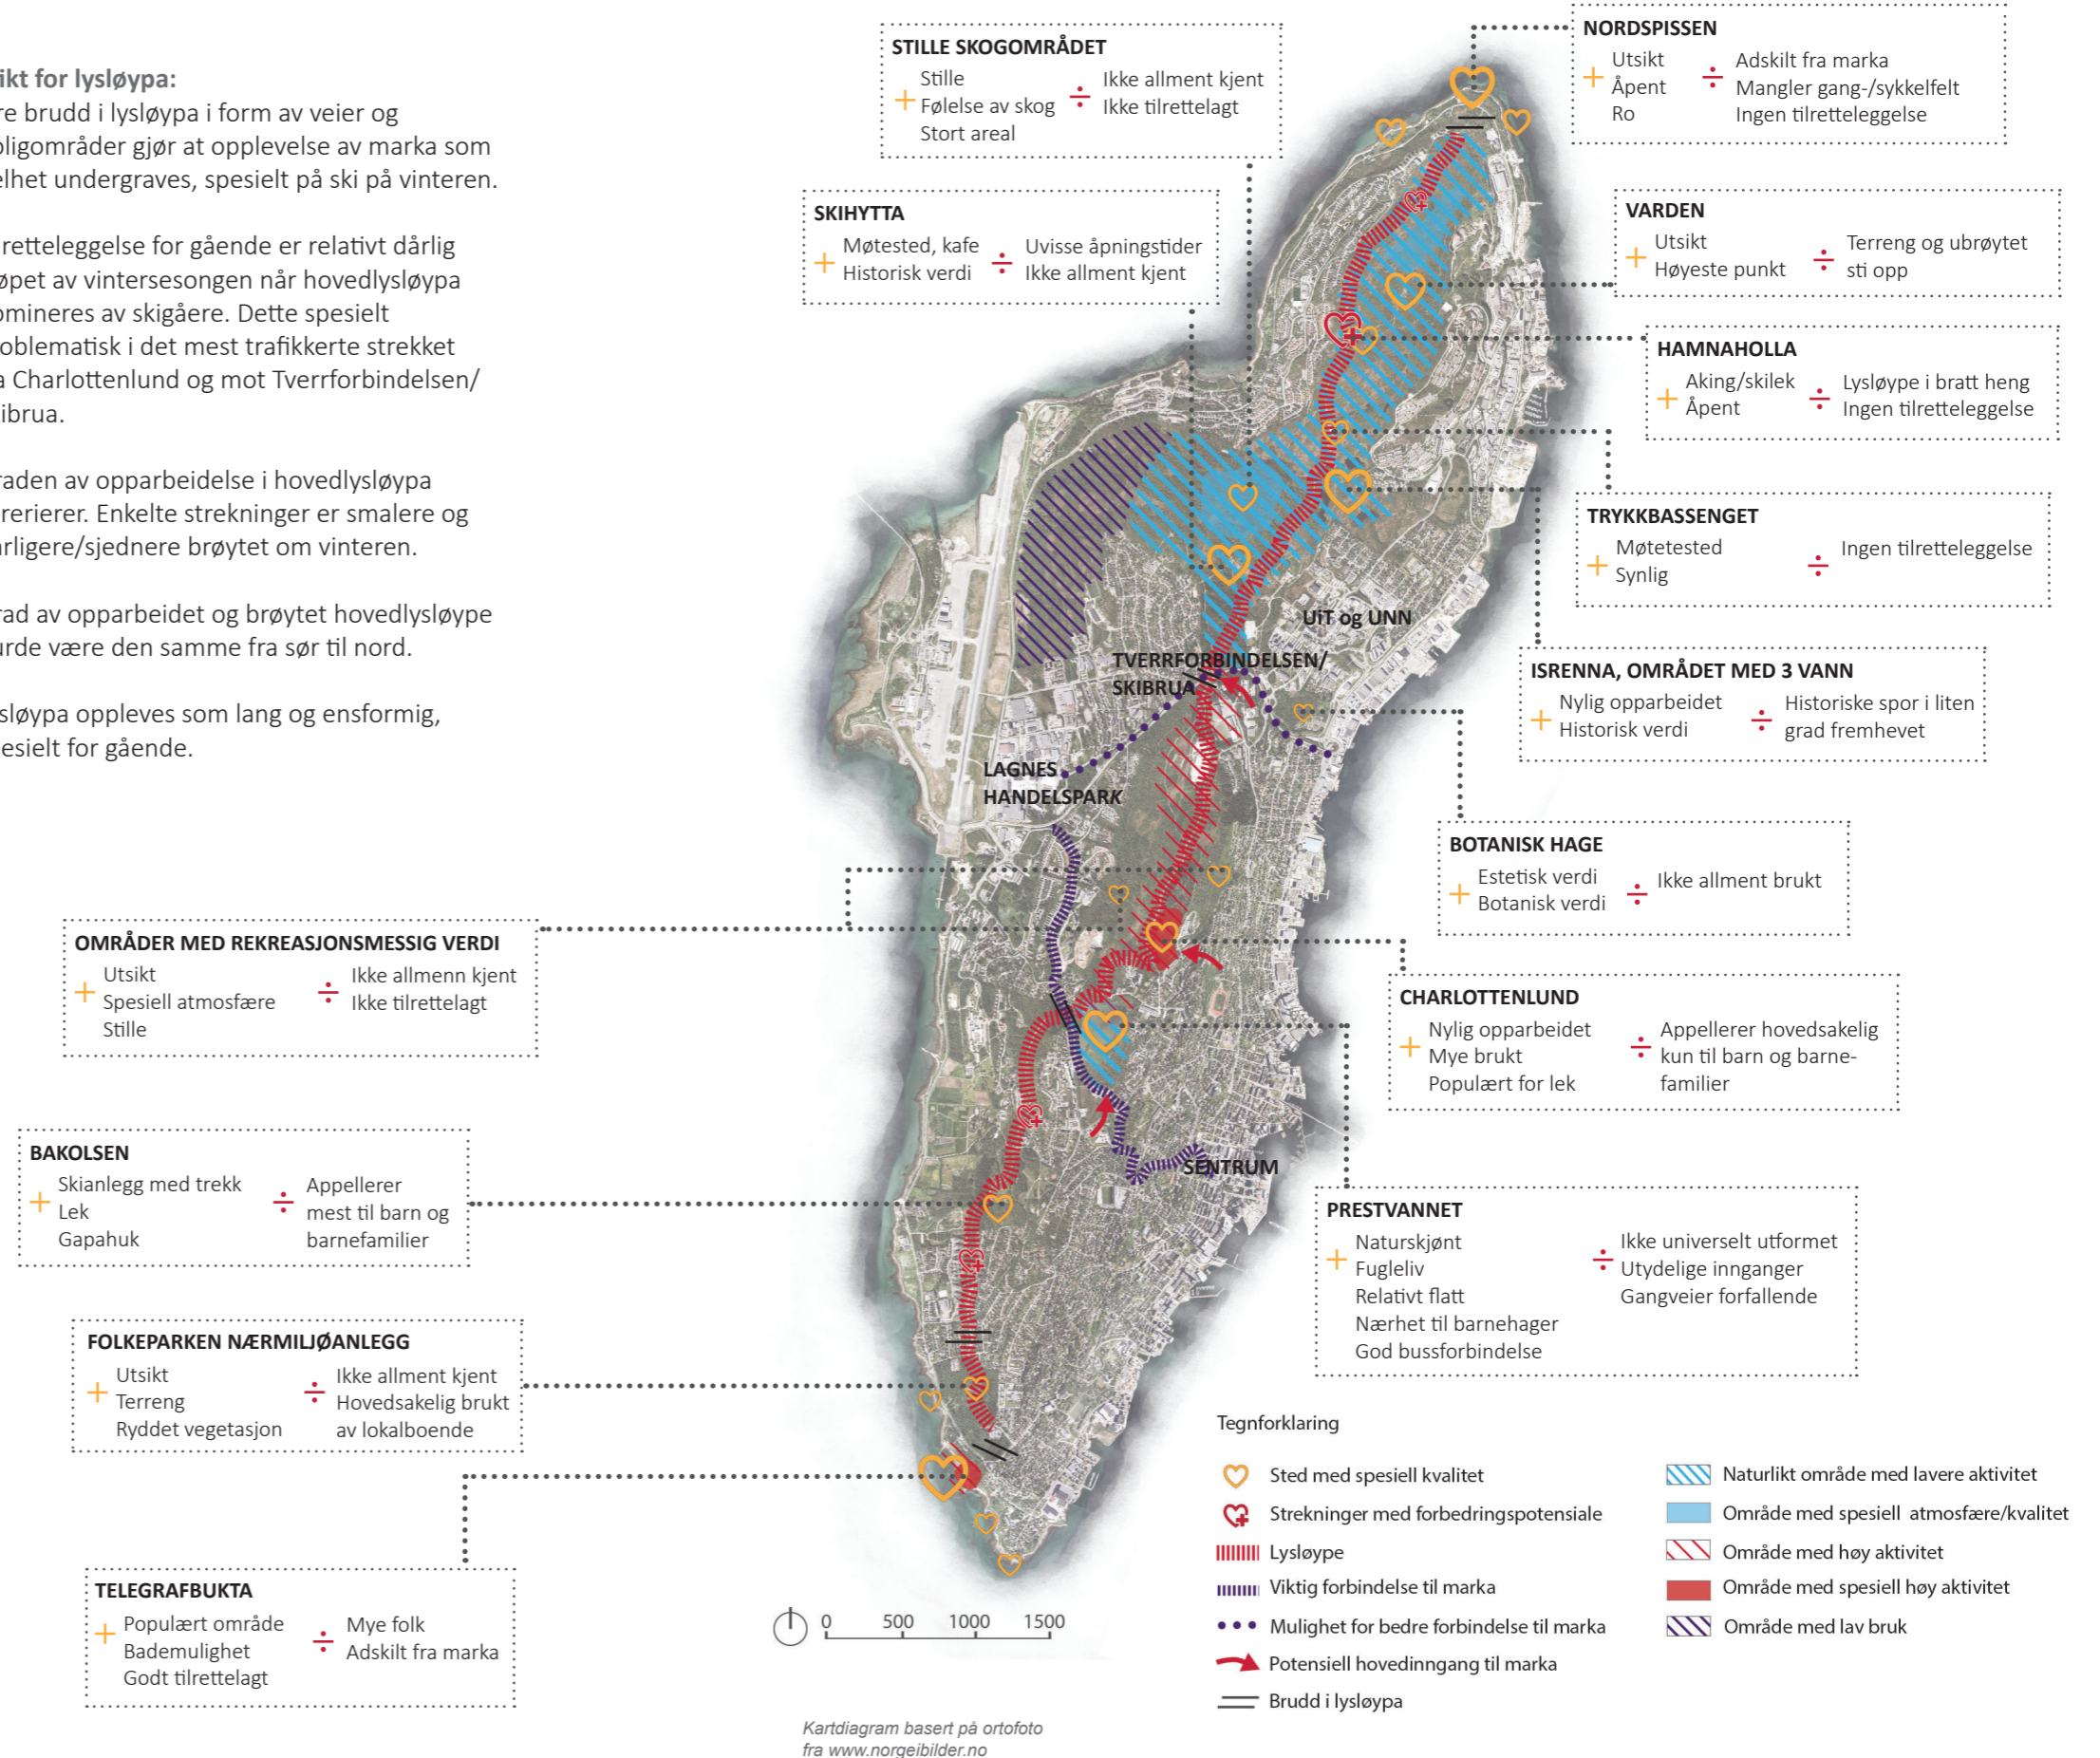 ikt for lysløypa:
re brudd i lysløypa i form av veier og
oligområder gjør at opplevelse av marka som
elhet undergraves, spesielt på ski på vinteren.
retteleggelse for gående er relativt dårlig
øpet av vintersesongen når hovedlysløypa
omineres av skigåere. Dette spesielt
oblematisk i det mest trafikkerte strekket
a Charlottenlund og mot Tverrforbindelsen/
ibrua.
raden av opparbeidelse i hovedlysløypa
rerierer. Enkelte strekninger er smalere og
arligere/sjednere brøytet om vinteren.
rad av opparbeidet og brøytet hovedlysløype
urde være den samme fra sør til nord.
sløypa oppleves som lang og ensformig,
pesielt for gående.
STILLE SKOGOMRÅDET
+ Stille
Følelse av skog
Stort areal
÷ Ikke allment kjent
Ikke tilrettelagt
NORDSPISSEN
+ Utsikt
Åpent
Ro
÷ Adskilt fra marka
Mangler gang-/sykkelfelt
Ingen tilretteleggelse
SKIHYTTA
+ Møtested, kafe
Historisk verdi
÷ Uvisse åpningstider
Ikke allment kjent
VARDEN
+ Utsikt
Høyeste punkt
÷ Terreng og ubrøytet
sti opp
HAMNAHOLLA
+ Aking/skilek
Åpent
÷ Lysløype i bratt heng
Ingen tilretteleggelse
TRYKKBASSENGET
+ Møtetested
Synlig
÷ Ingen tilretteleggelse
ISRENNA, OMRÅDET MED 3 VANN
+ Nylig opparbeidet
Historisk verdi
÷ Historiske spor i liten
grad fremhevet
BOTANISK HAGE
+ Estetisk verdi
Botanisk verdi
÷ Ikke allment brukt
CHARLOTTENLUND
+ Nylig opparbeidet
Mye brukt
Populært for lek
÷ Appellerer hovedsakelig
kun til barn og barne-
familier
PRESTVANNET
+ Naturskjønt
Fugleliv
Relativt flatt
Nærhet til barnehager
God bussforbindelse
÷ Ikke universelt utformet
Utydelige innganger
Gangveier forfallende
UiT og UNN
TVERRFORBINDELSEN/
SKIBRUA
LAGNES
HANDELSPARK
SENTRUM
OMRÅDER MED REKREASJONSMESSIG VERDI
+ Utsikt
Spesiell atmosfære
Stille
÷ Ikke allmenn kjent
Ikke tilrettelagt
BAKOLSEN
+ Skianlegg med trekk
Lek
Gapahuk
÷ Appellerer
mest til barn og
barnefamilier
FOLKEPARKEN NÆRMILJØANLEGG
+ Utsikt
Terreng
Ryddet vegetasjon
÷ Ikke allment kjent
Hovedsakelig brukt
av lokalboende
TELEGRAFBUKTA
+ Populært område
Bademulighet
Godt tilrettelagt
÷ Mye folk
Adskilt fra marka
0 500 1000 1500
Kartdiagram basert på ortofoto
fra www.norgeibilder.no
Tegnforklaring
Sted med spesiell kvalitet
Strekninger med forbedringspotensiale
Lysløype
Viktig forbindelse til marka
Mulighet for bedre forbindelse til marka
Potensiell hovedinngang til marka
Brudd i lysløypa
Naturlikt område med lavere aktivitet
Område med spesiell atmosfære/kvalitet
Område med høy aktivitet
Område med spesiell høy aktivitet
Område med lav bruk